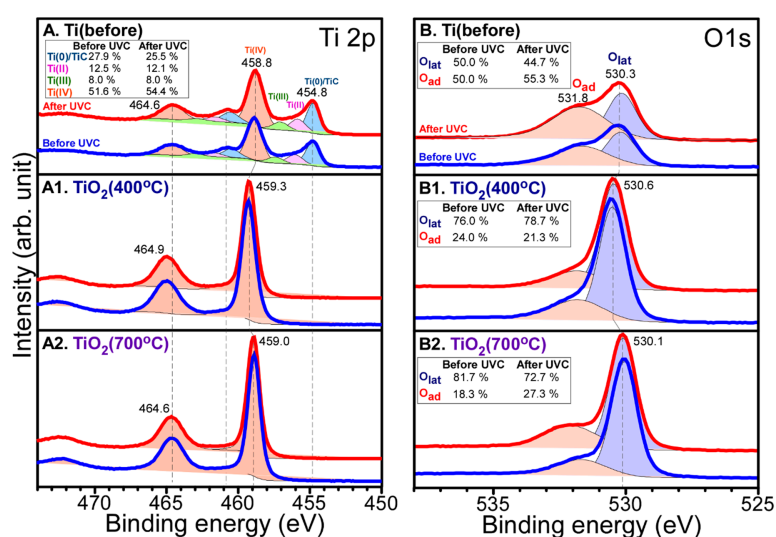 A. Ti(before)
Ti 2p
Before UVC After UVC
Ti(0)/TiC 27.9 % 25.5 %
Ti(II) 12.5 % 12.1 %
Ti(III) 8.0 % 8.0 %
Ti(IV) 51.6 % 54.4 %
Ti(IV)
458.8
Ti(0)/TiC
454.8
Ti(III)
Ti(II)
464.6
After UVC
Before UVC
A1. TiO2(400°C)
459.3
464.9
A2. TiO2(700°C)
459.0
464.6
470 465 460 455 450
Binding energy (eV)
Intensity (arb. unit)
B. Ti(before)
O1s
Before UVC After UVC
Olat 50.0 % 44.7 %
Oad 50.0 % 55.3 %
Olat
530.3
Oad
531.8
After UVC
Before UVC
B1. TiO2(400°C)
530.6
Before UVC After UVC
Olat 76.0 % 78.7 %
Oad 24.0 % 21.3 %
B2. TiO2(700°C)
530.1
Before UVC After UVC
Olat 81.7 % 72.7 %
Oad 18.3 % 27.3 %
535 530 525
Binding energy (eV)